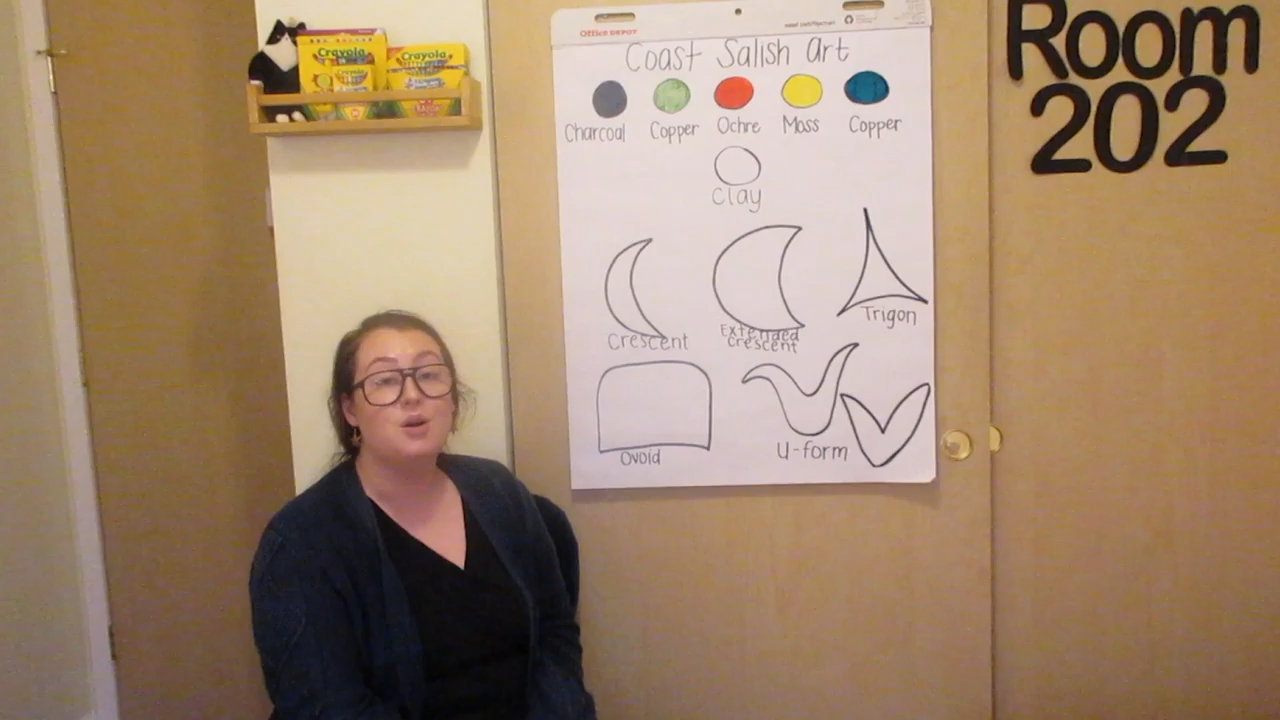 Office DEPOT
Coast Salish Art
Charcoal Copper Ochre Moss Copper
Clay
Crescent
Extended
Crescent
Trigon
Ovoid
U-form
Room
202
Crayola
Crayola